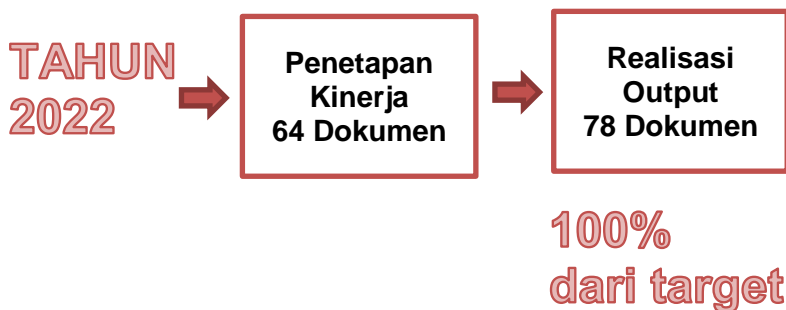 TAHUN
2022
Penetapan
Kinerja
64 Dokumen
Realisasi
Output
78 Dokumen
100%
dari target